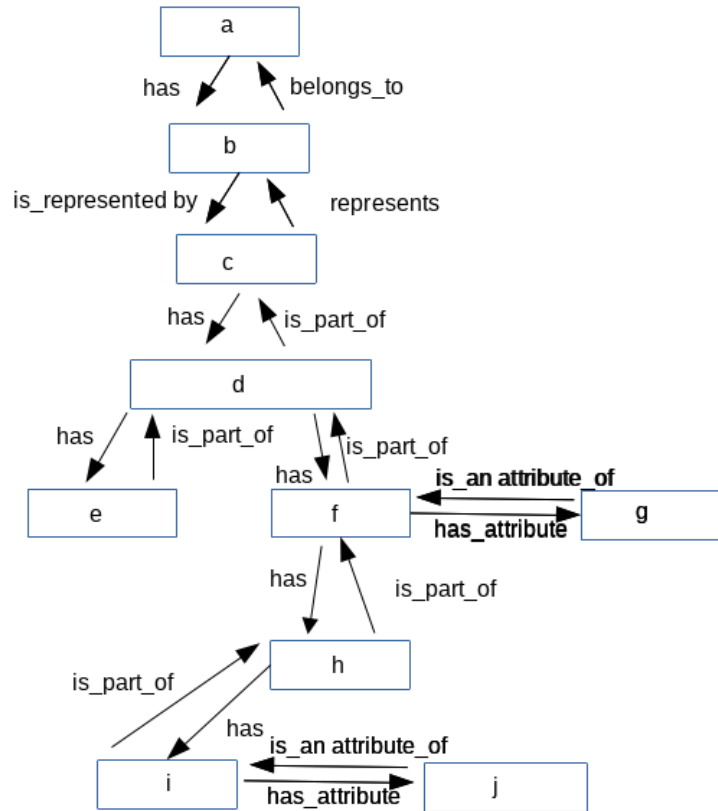 a
has
belongs_to
b
is_represented by
represents
c
has
is_part_of
d
has
is_part_of
has
is_part_of
e
f
is_an attribute_of
has_attribute
g
has
is_part_of
h
is_part_of
has
i
is_an attribute_of
has_attribute
j